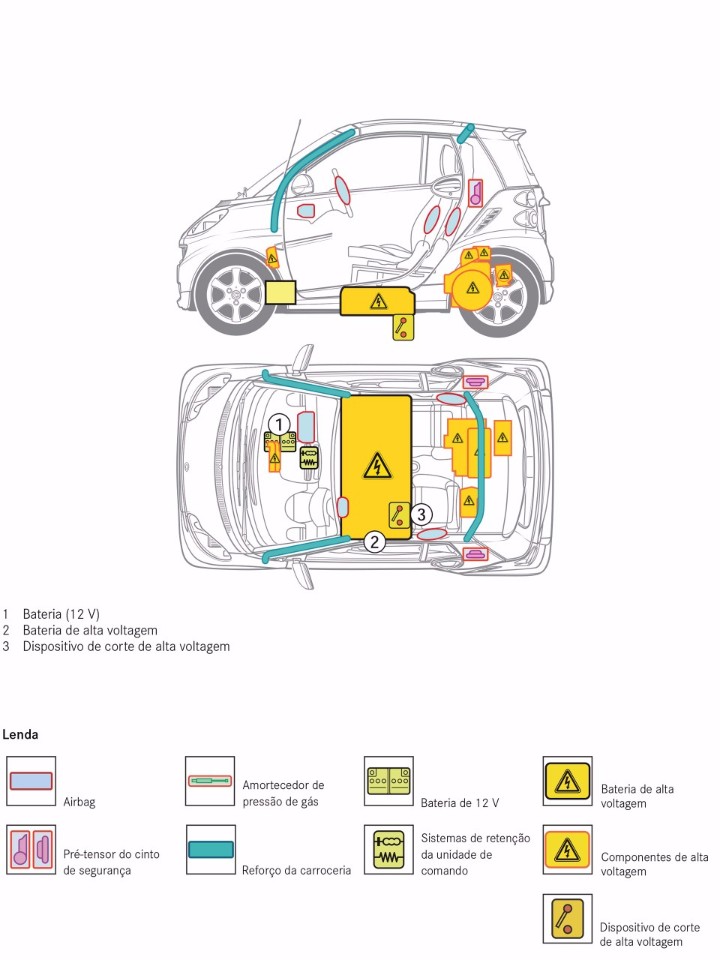 1
3
2
1 Bateria (12 V)
2 Bateria de alta voltagem
3 Dispositivo de corte de alta voltagem
Lenda
Airbag
Amortecedor de
pressão de gás
Bateria de 12 V
Bateria de alta
voltagem
Pré-tensor do cinto
de segurança
Reforço da carroceria
Sistemas de retenção
da unidade de
comando
Componentes de alta
voltagem
Dispositivo de corte
de alta voltagem